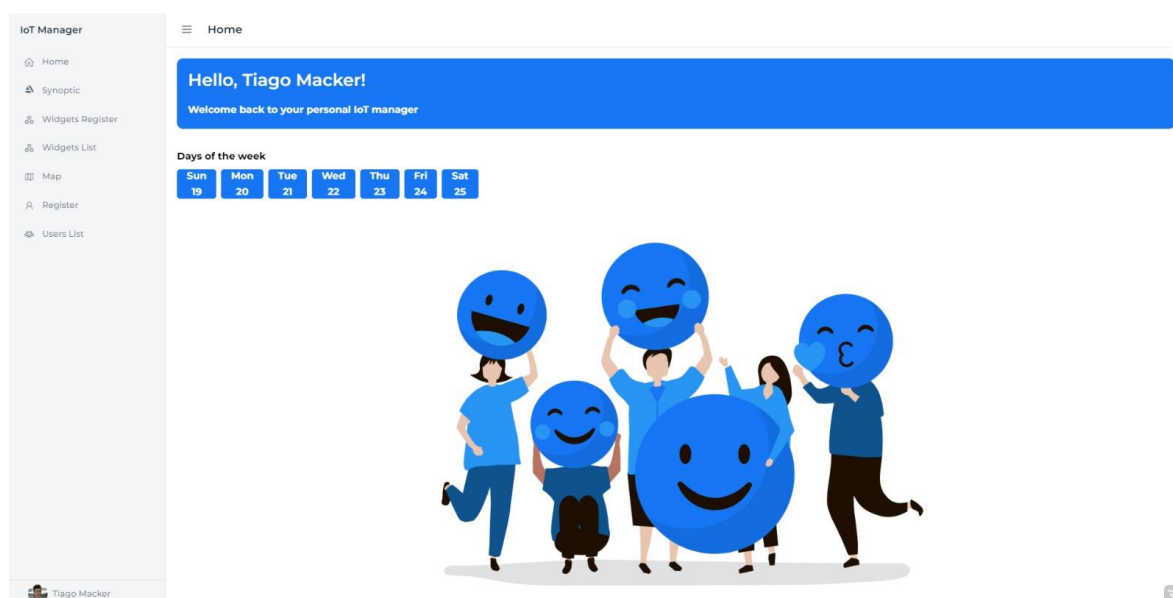 IoT Manager
Home
Home
Synoptic
Widgets Register
Widgets List
Map
Register
Users List
Hello, Tiago Macker!
Welcome back to your personal IoT manager
Days of the week
Sun Mon Tue Wed Thu Fri Sat
19 20 21 22 23 24 25
Tiago Macker